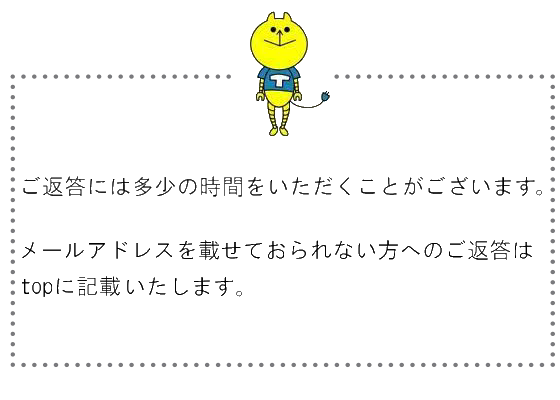 T
ご返答には多少の時間をいただくことがございます。
メールアドレスを載せておられない方へのご返答は
topに記載いたします。